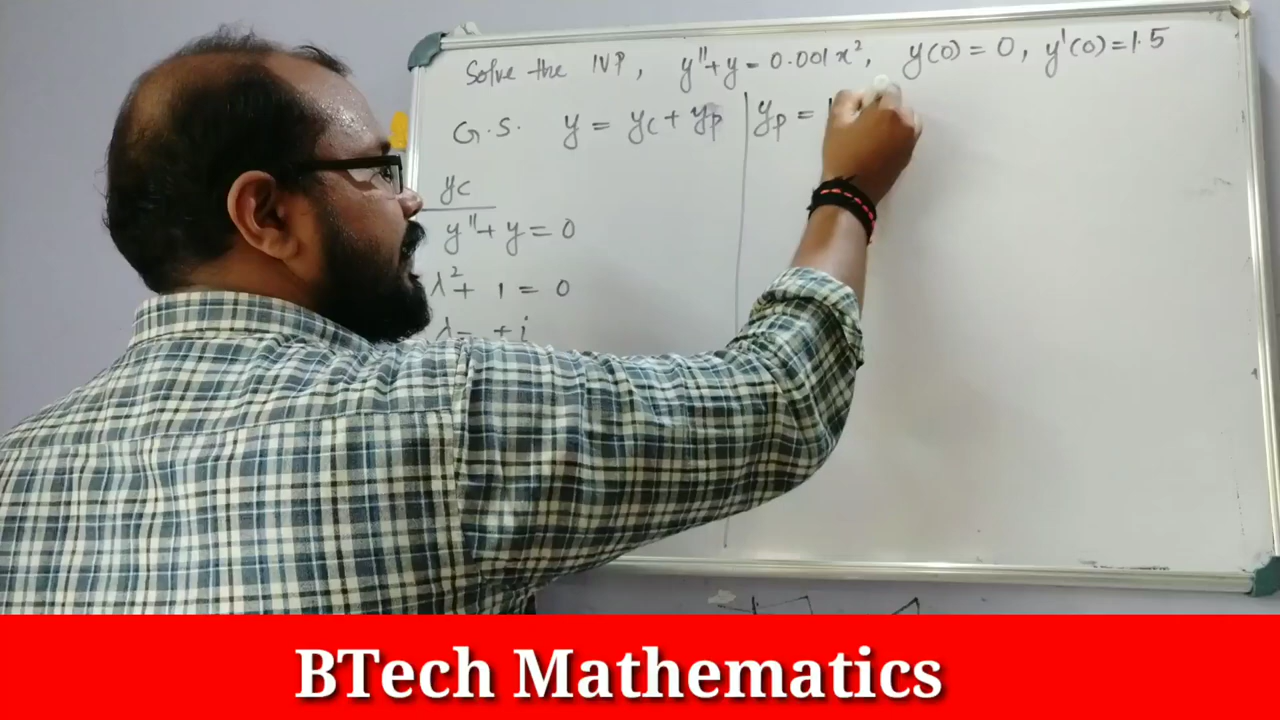 Solve the IVP, y''+y = 0.001x², y(0) = 0, y'(0)=1.5
G.S. y = yc + yp
yc
y''+ y = 0
λ²+ 1 = 0
λ = ±i
yp =
BTech Mathematics